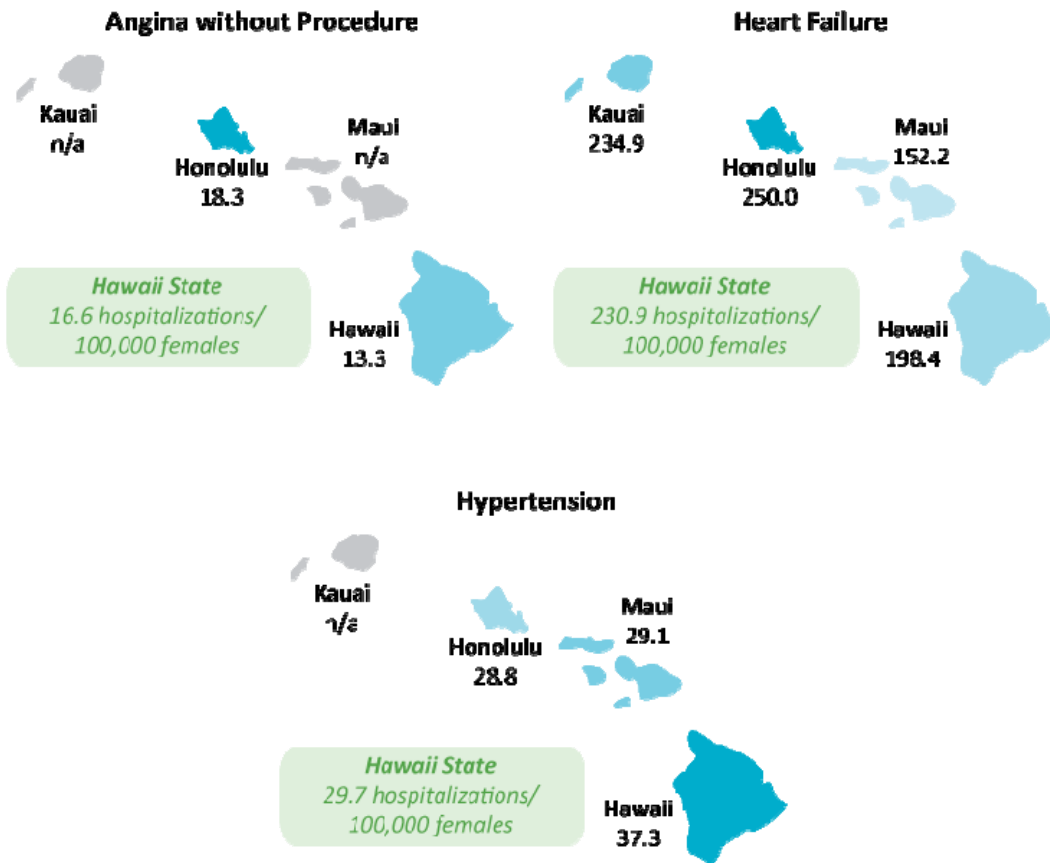 Angina without Procedure
Kauai
n/a
Honolulu
18.3
Maui
n/a
Hawaii State
16.6 hospitalizations/
100,000 females
Hawaii
13.3
Heart Failure
Kauai
234.9
Honolulu
250.0
Maui
152.2
Hawaii State
230.9 hospitalizations/
100,000 females
Hawaii
198.4
Hypertension
Kauai
n/a
Honolulu
28.8
Maui
29.1
Hawaii State
29.7 hospitalizations/
100,000 females
Hawaii
37.3